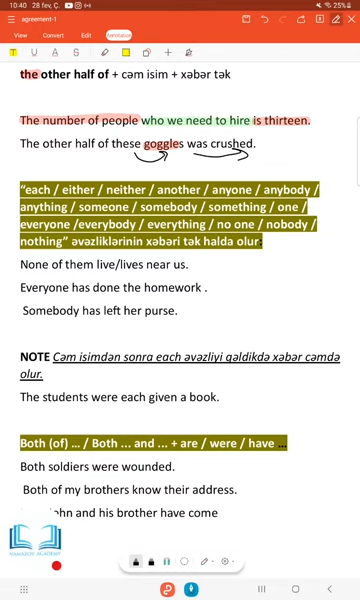 10:40 28 fev, Ç.
25%
agreement-1
View
Convert
Edit
Annotation
the other half of + cəm isim + xəbər tək
The number of people who we need to hire is thirteen.
The other half of these goggles was crushed.
“each / either / neither / another / anyone / anybody /
anything / someone / somebody / something / one /
everyone /everybody / everything / no one / nobody /
nothing” əvəzliklərinin xəbəri tək halda olur:
None of them live/lives near us.
Everyone has done the homework .
Somebody has left her purse.
NOTE Cəm isimdən sonra each əvəzliyi gəldikdə xəbər cəmdə
olur.
The students were each given a book.
Both (of) … / Both … and … + are / were / have …
Both soldiers were wounded.
Both of my brothers know their address.
ohn and his brother have come